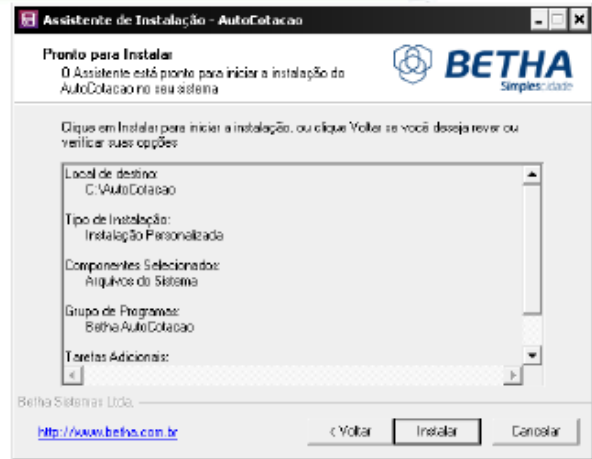 Assistente de Instalação - AutoCotacao
Pronto para Instalar
O Assistente está pronto para iniciar a instalação do
AutoCotacao no seu sistema
BETHA
Simplescidade
Clique em Instalar para iniciar a instalação, ou clique Voltar se você deseja rever ou
verificar suas opções
Local de destino:
C:\AutoCotacao
Tipo de Instalação:
Instalação Personalizada
Componentes Selecionados:
Arquivos do Sistema
Grupo de Programas:
Betha AutoCotacao
Tarefas Adicionais:
Betha Sistemas Ltda.
http://www.betha.com.br
< Voltar
Instalar
Cancelar